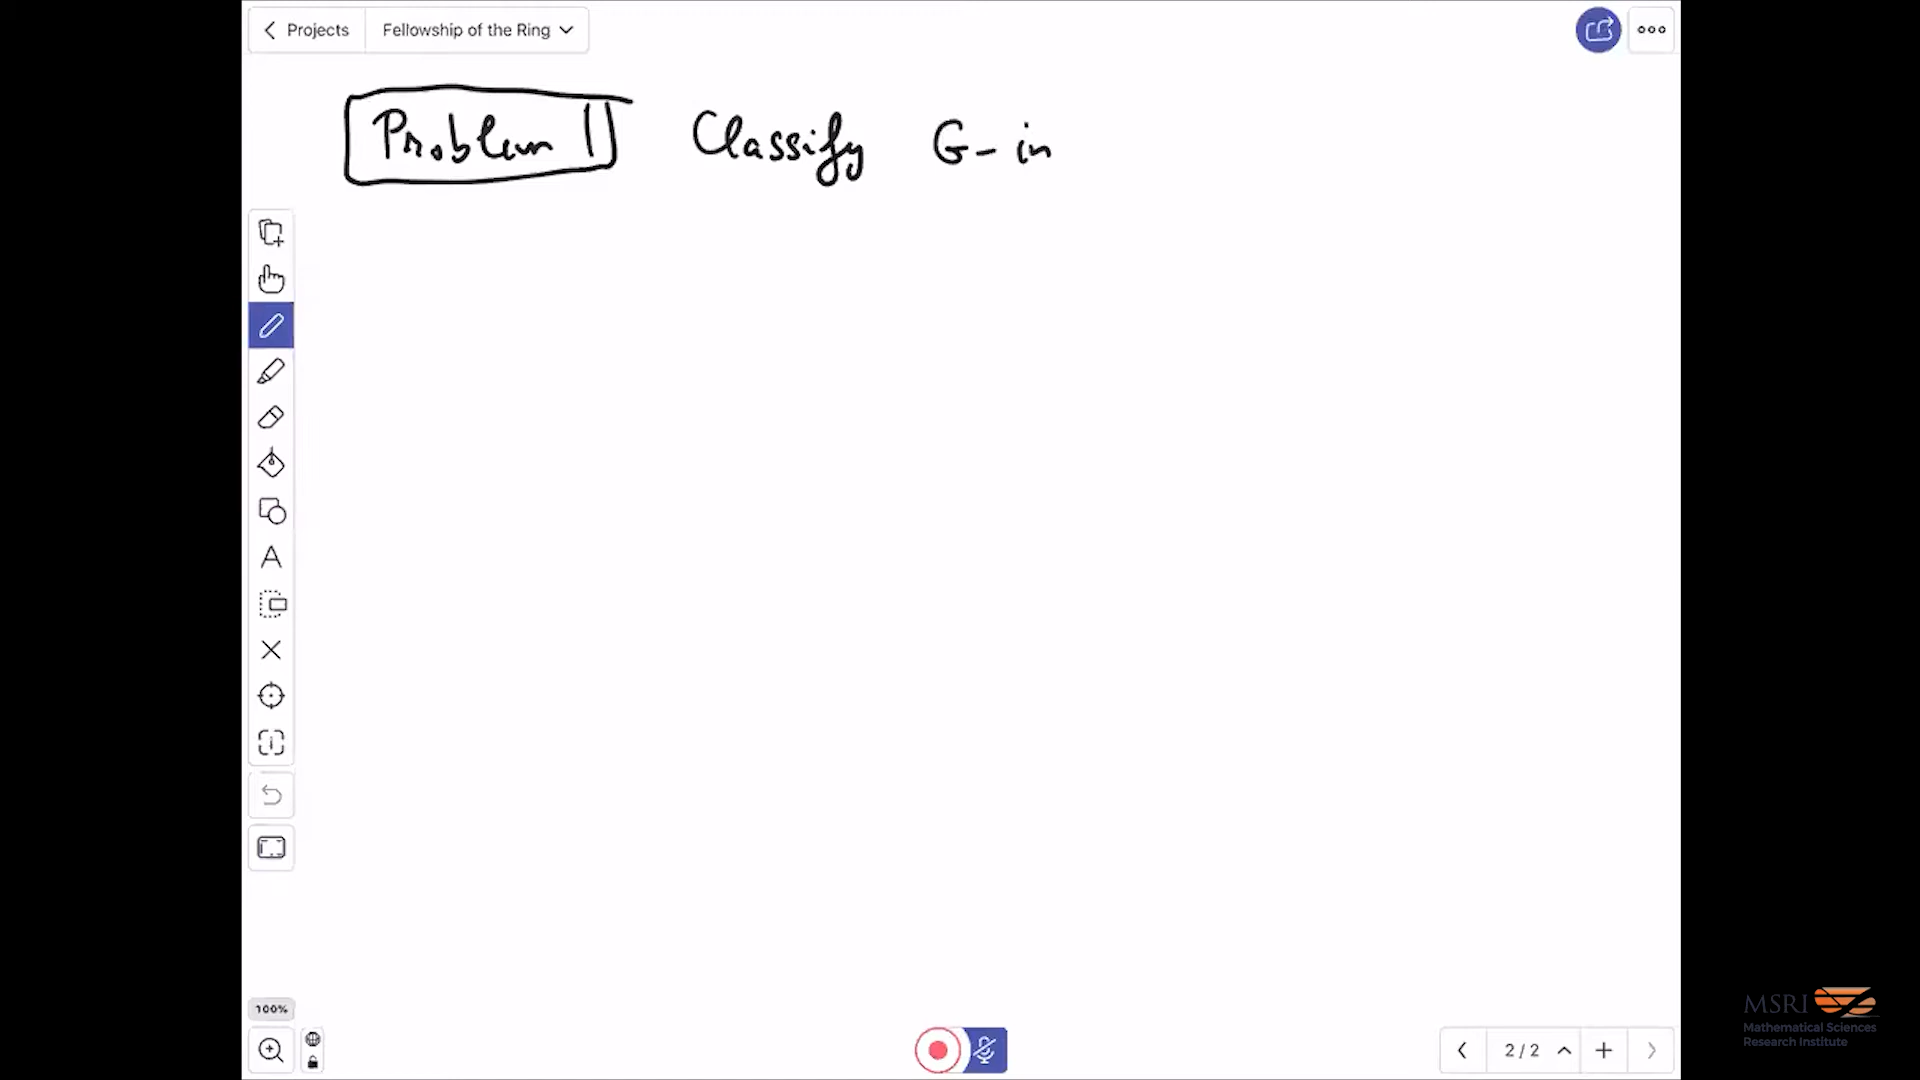 Projects
Fellowship of the Ring
Problem 1 Classify G- in
A
100%
2/2
MSRI
Mathematical Sciences
Research Institute